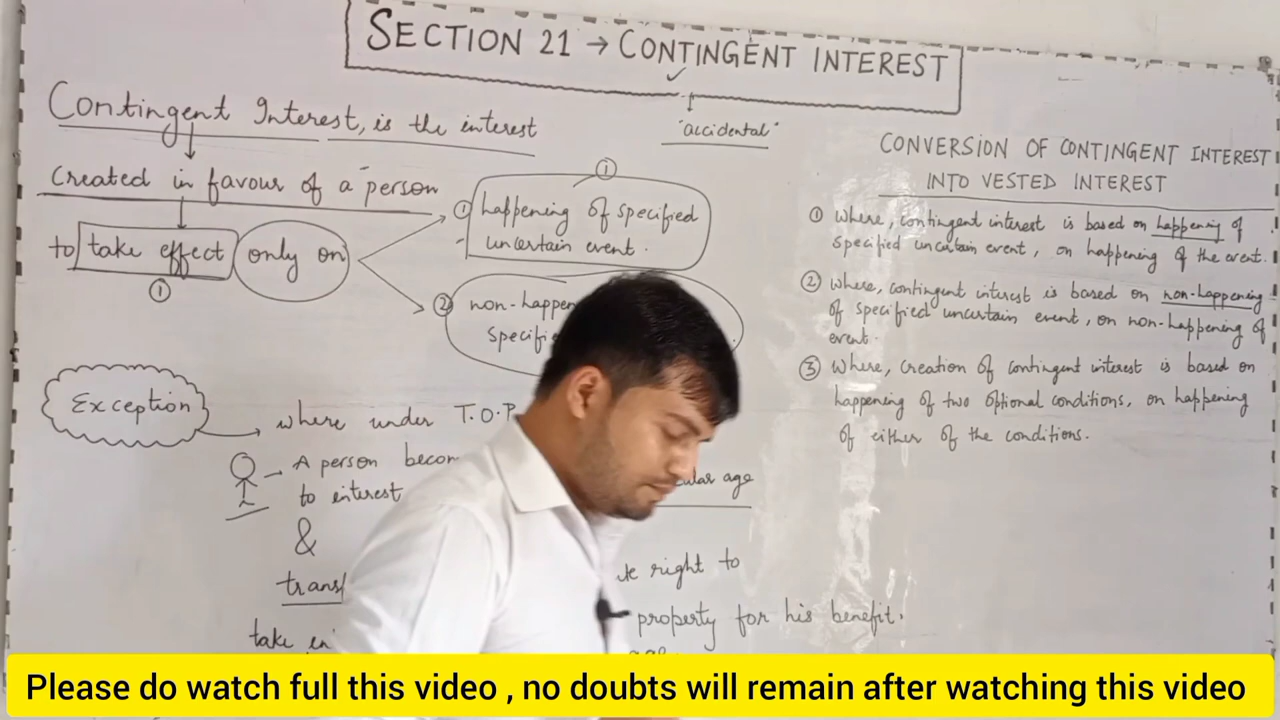 SECTION 21 → CONTINGENT INTEREST
"accidental"
Contingent Interest, is the interest
Created in favour of a person
to take effect only on
①
①
① happening of specified
uncertain event.
② non-happen
Exception
where under T.O.P
A person becom
to interest
age
&
right to
take
property for his benefit.
CONVERSION OF CONTINGENT INTEREST
INTO VESTED INTEREST
① Where, contingent interest is based on happening of
specified uncertain event, on happening of the event.
② Where, contingent interest is based on non-happening
of specified uncertain event, on non-happening of
event.
③ Where, creation of contingent interest is based on
happening of two optional conditions, on happening
of either of the conditions.
Please do watch full this video , no doubts will remain after watching this video